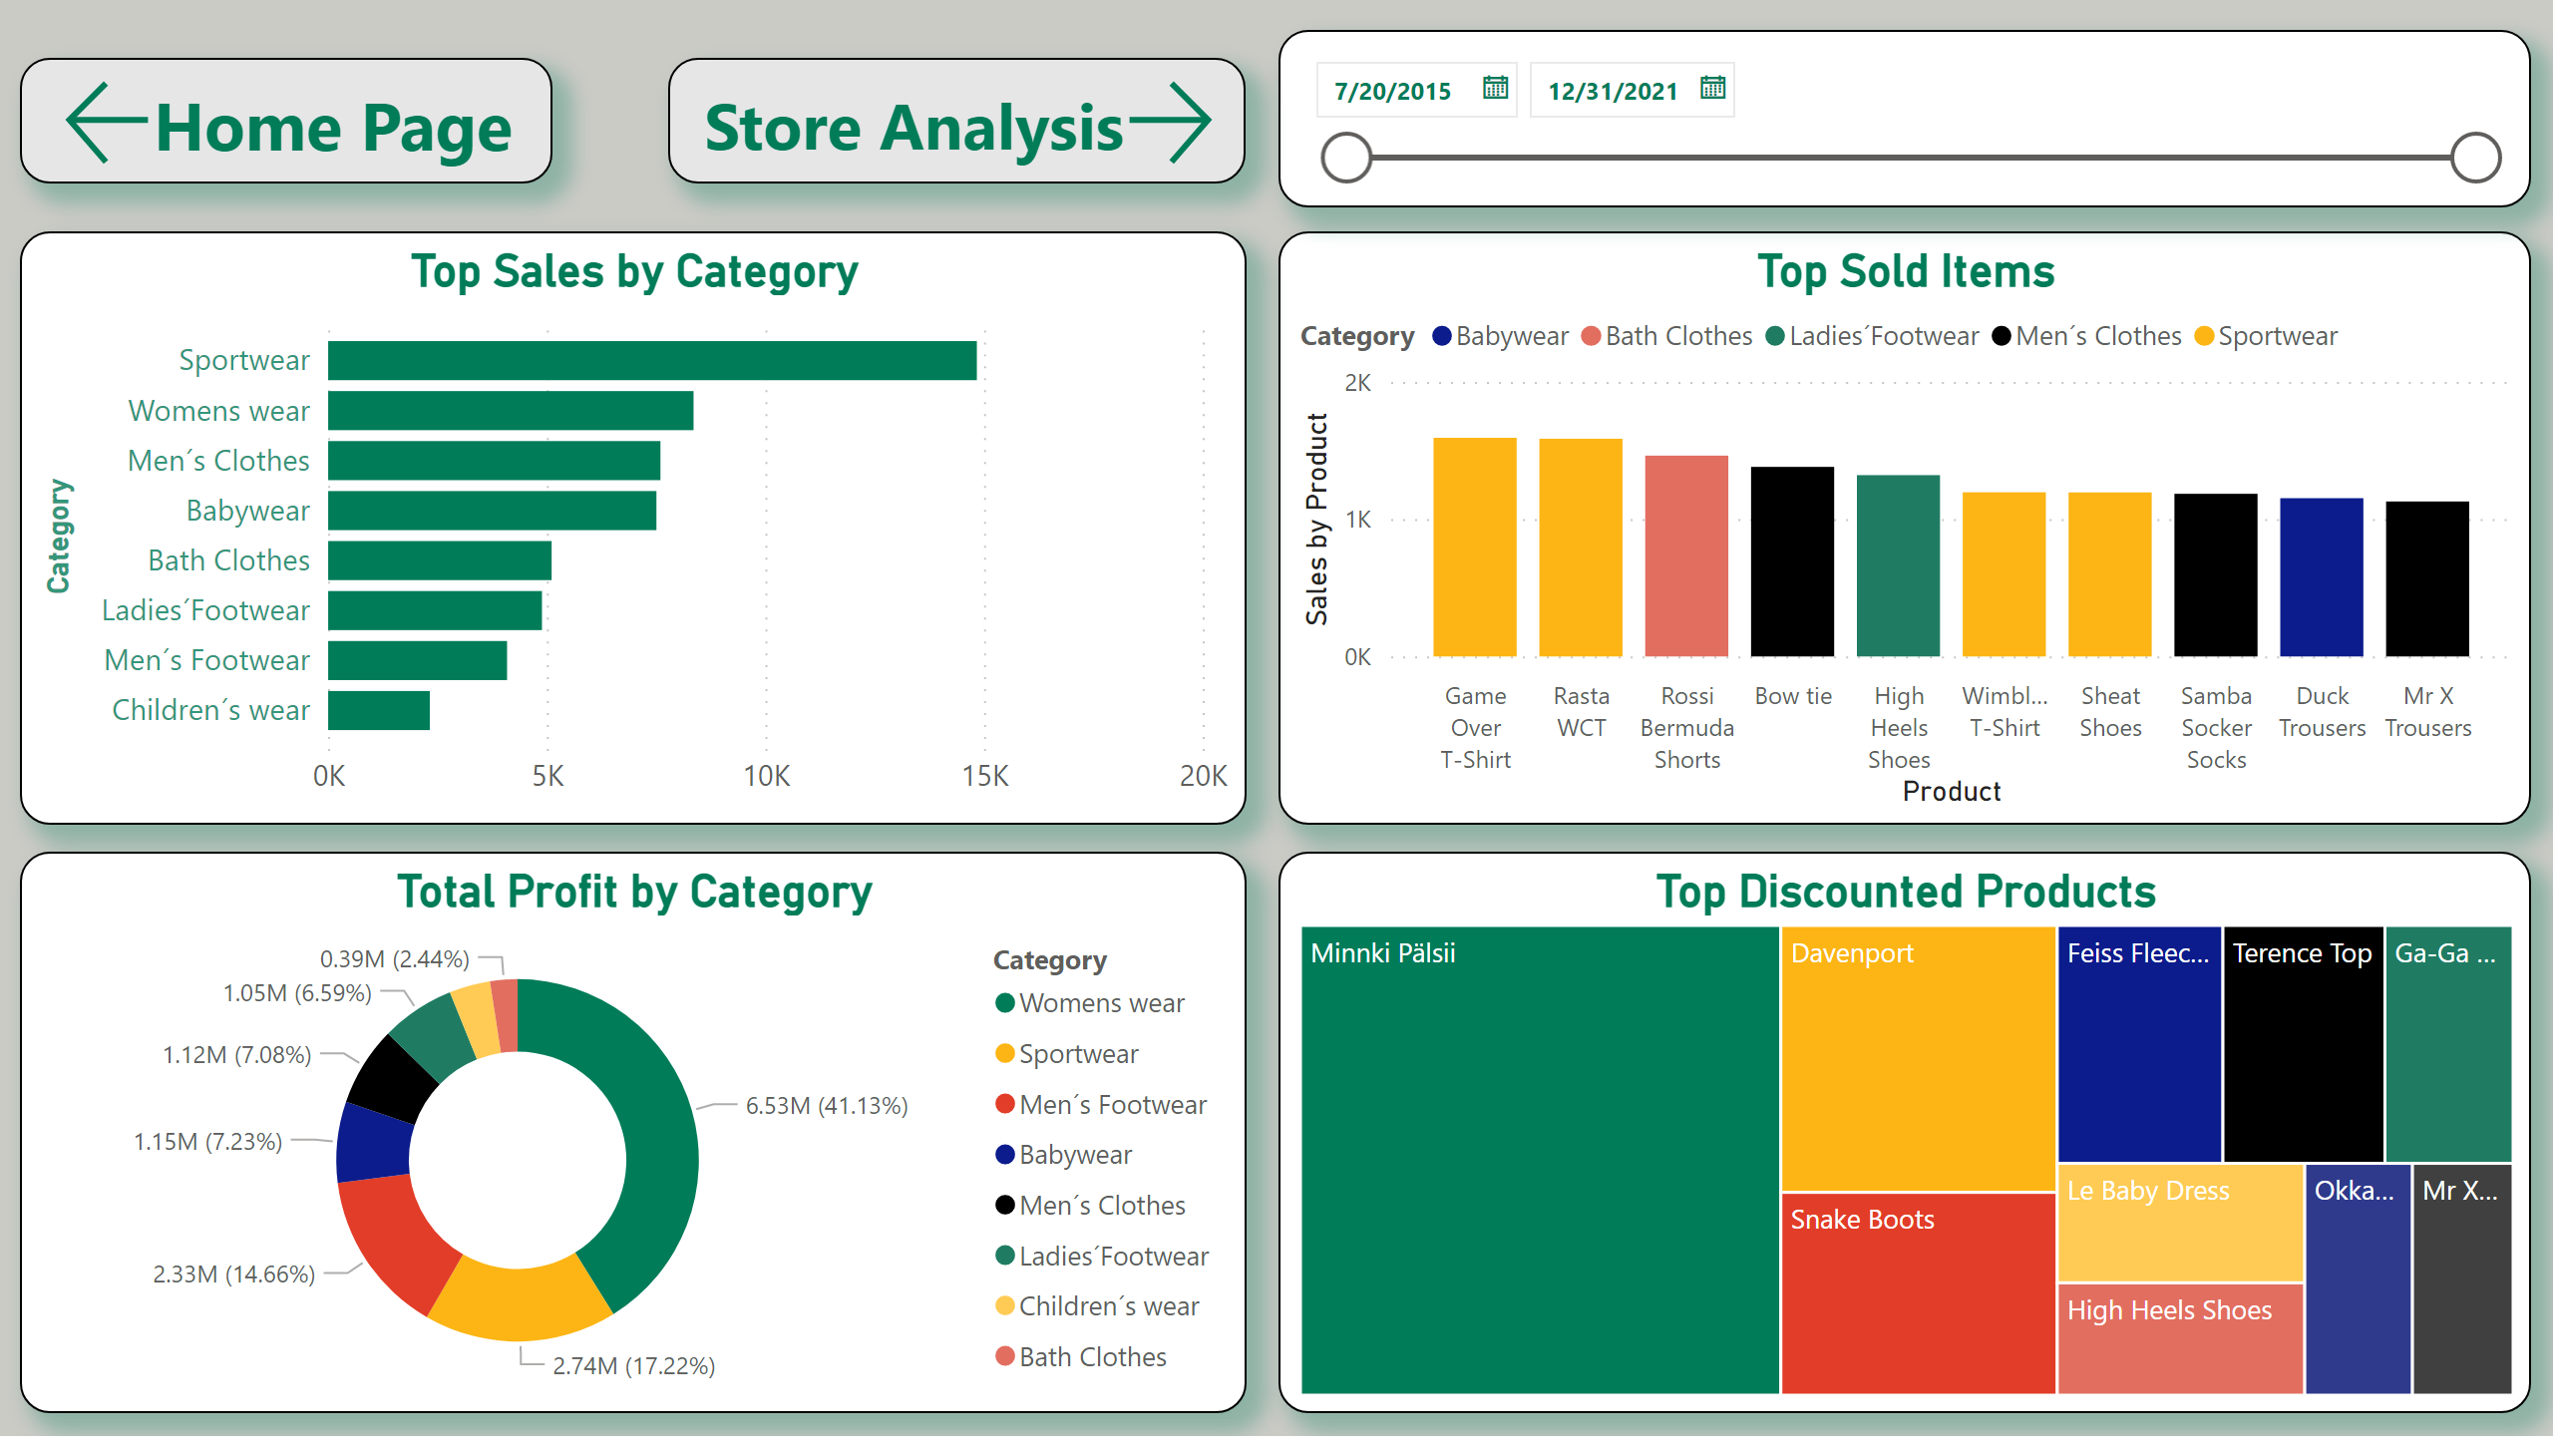 Home Page
Store Analysis
7/20/2015
12/31/2021
Top Sales by Category
Category
Sportwear
Womens wear
Men´s Clothes
Babywear
Bath Clothes
Ladies´Footwear
Men´s Footwear
Children´s wear
0K 5K 10K 15K 20K
Top Sold Items
Category Babywear Bath Clothes Ladies´Footwear Men´s Clothes Sportwear
Sales by Product
2K
1K
0K
Game Over T-Shirt
Rasta WCT
Rossi Bermuda Shorts
Bow tie
High Heels Shoes
Wimbl... T-Shirt
Sheat Shoes
Samba Socker Socks
Duck Trousers
Mr X Trousers
Product
Total Profit by Category
0.39M (2.44%)
1.05M (6.59%)
1.12M (7.08%)
1.15M (7.23%)
2.33M (14.66%)
2.74M (17.22%)
6.53M (41.13%)
Category
Womens wear
Sportwear
Men´s Footwear
Babywear
Men´s Clothes
Ladies´Footwear
Children´s wear
Bath Clothes
Top Discounted Products
Minnki Pälsii
Davenport
Snake Boots
Feiss Fleec...
Terence Top
Ga-Ga ...
Le Baby Dress
High Heels Shoes
Okka...
Mr X...